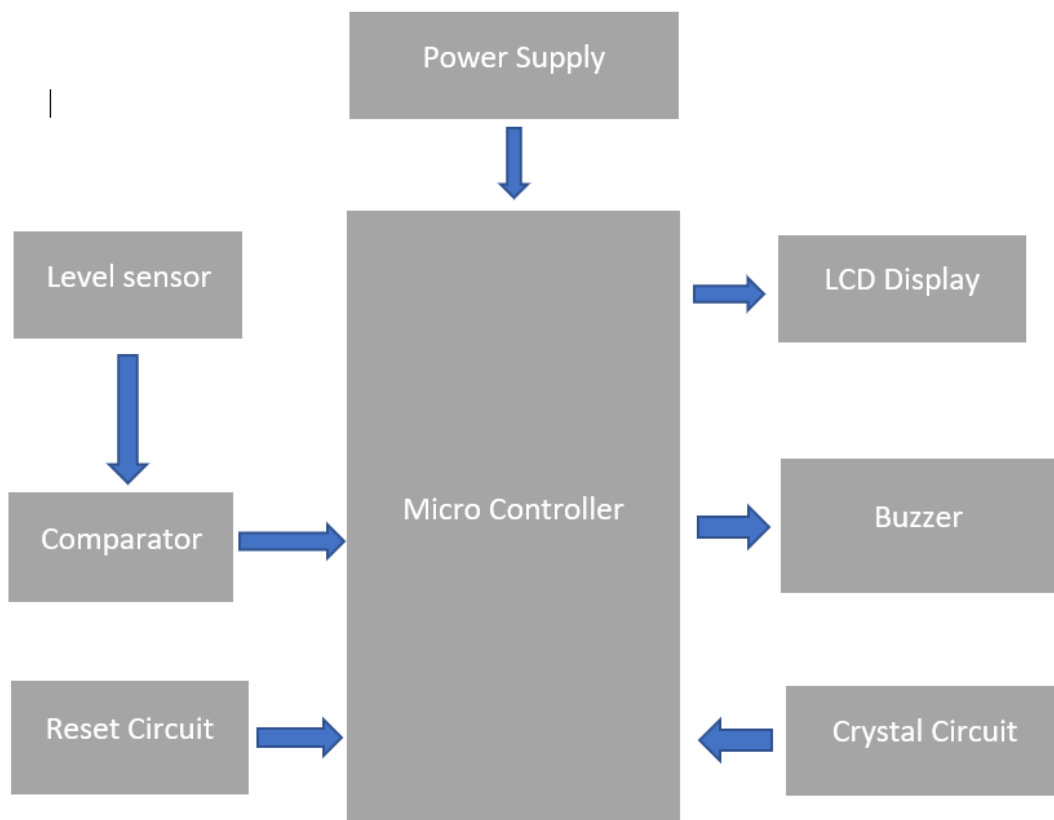 Power Supply
Level sensor
LCD Display
Micro Controller
Buzzer
Comparator
Reset Circuit
Crystal Circuit